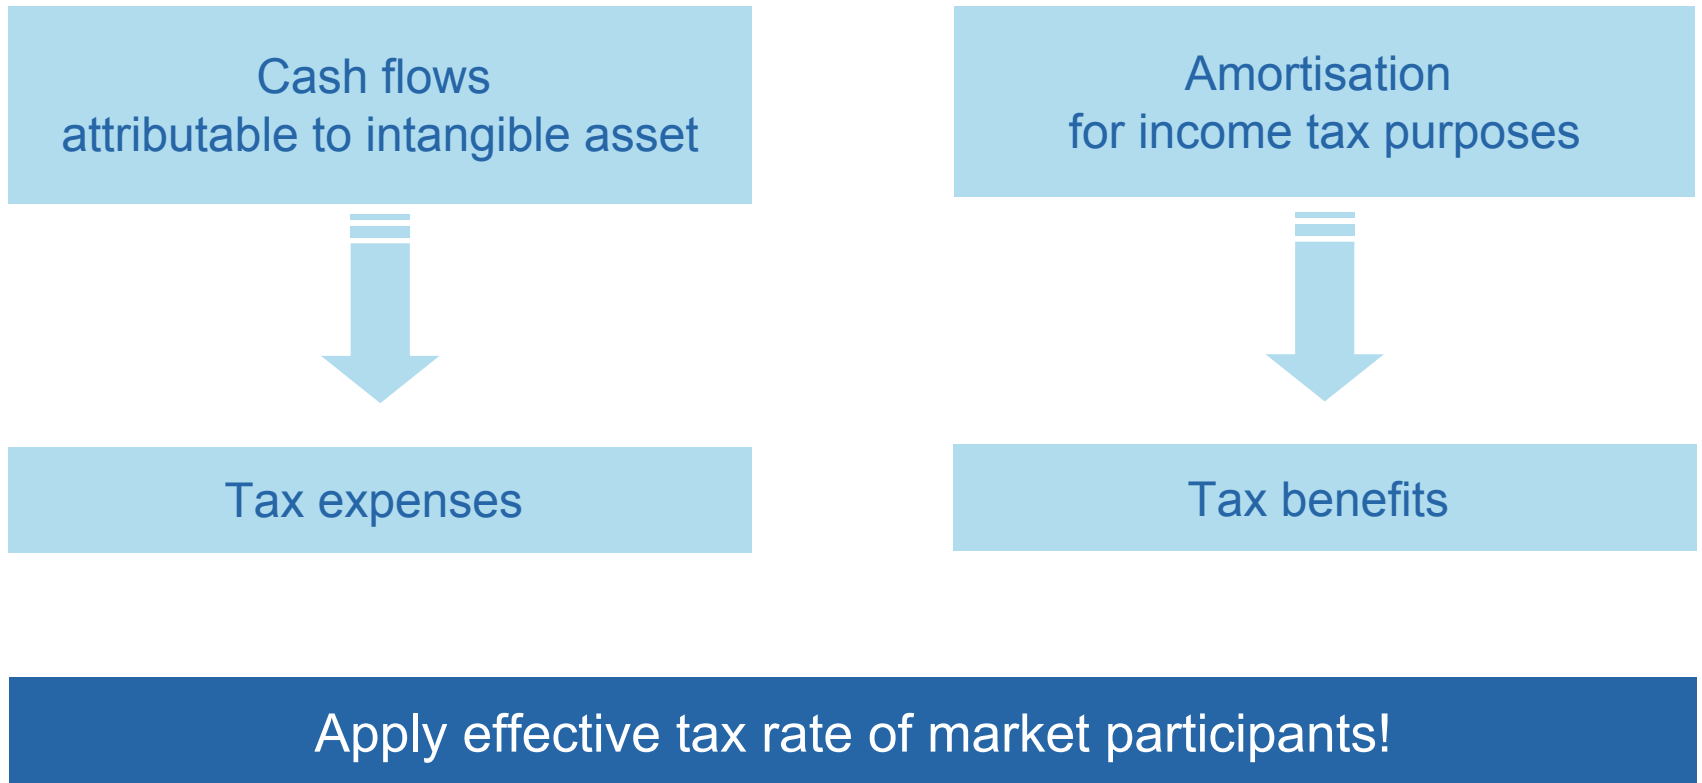 Cash flows
attributable to intangible asset
Amortisation
for income tax purposes
Tax expenses
Tax benefits
Apply effective tax rate of market participants!